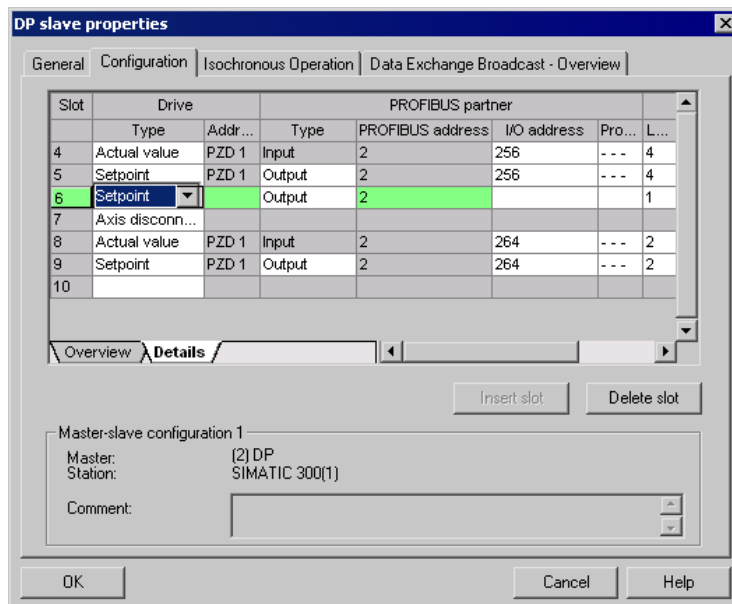 DP slave properties
General Configuration Isochronous Operation Data Exchange Broadcast - Overview
Slot Drive PROFIBUS partner
Type Addr... Type PROFIBUS address I/O address Pro... L...
4 Actual value PZD 1 Input 2 256 - - - 4
5 Setpoint PZD 1 Output 2 256 - - - 4
6 Setpoint Output 2 1
7 Axis disconn...
8 Actual value PZD 1 Input 2 264 - - - 2
9 Setpoint PZD 1 Output 2 264 - - - 2
10
Overview Details
Insert slot Delete slot
Master-slave configuration 1
Master: (2) DP
Station: SIMATIC 300(1)
Comment:
OK Cancel Help